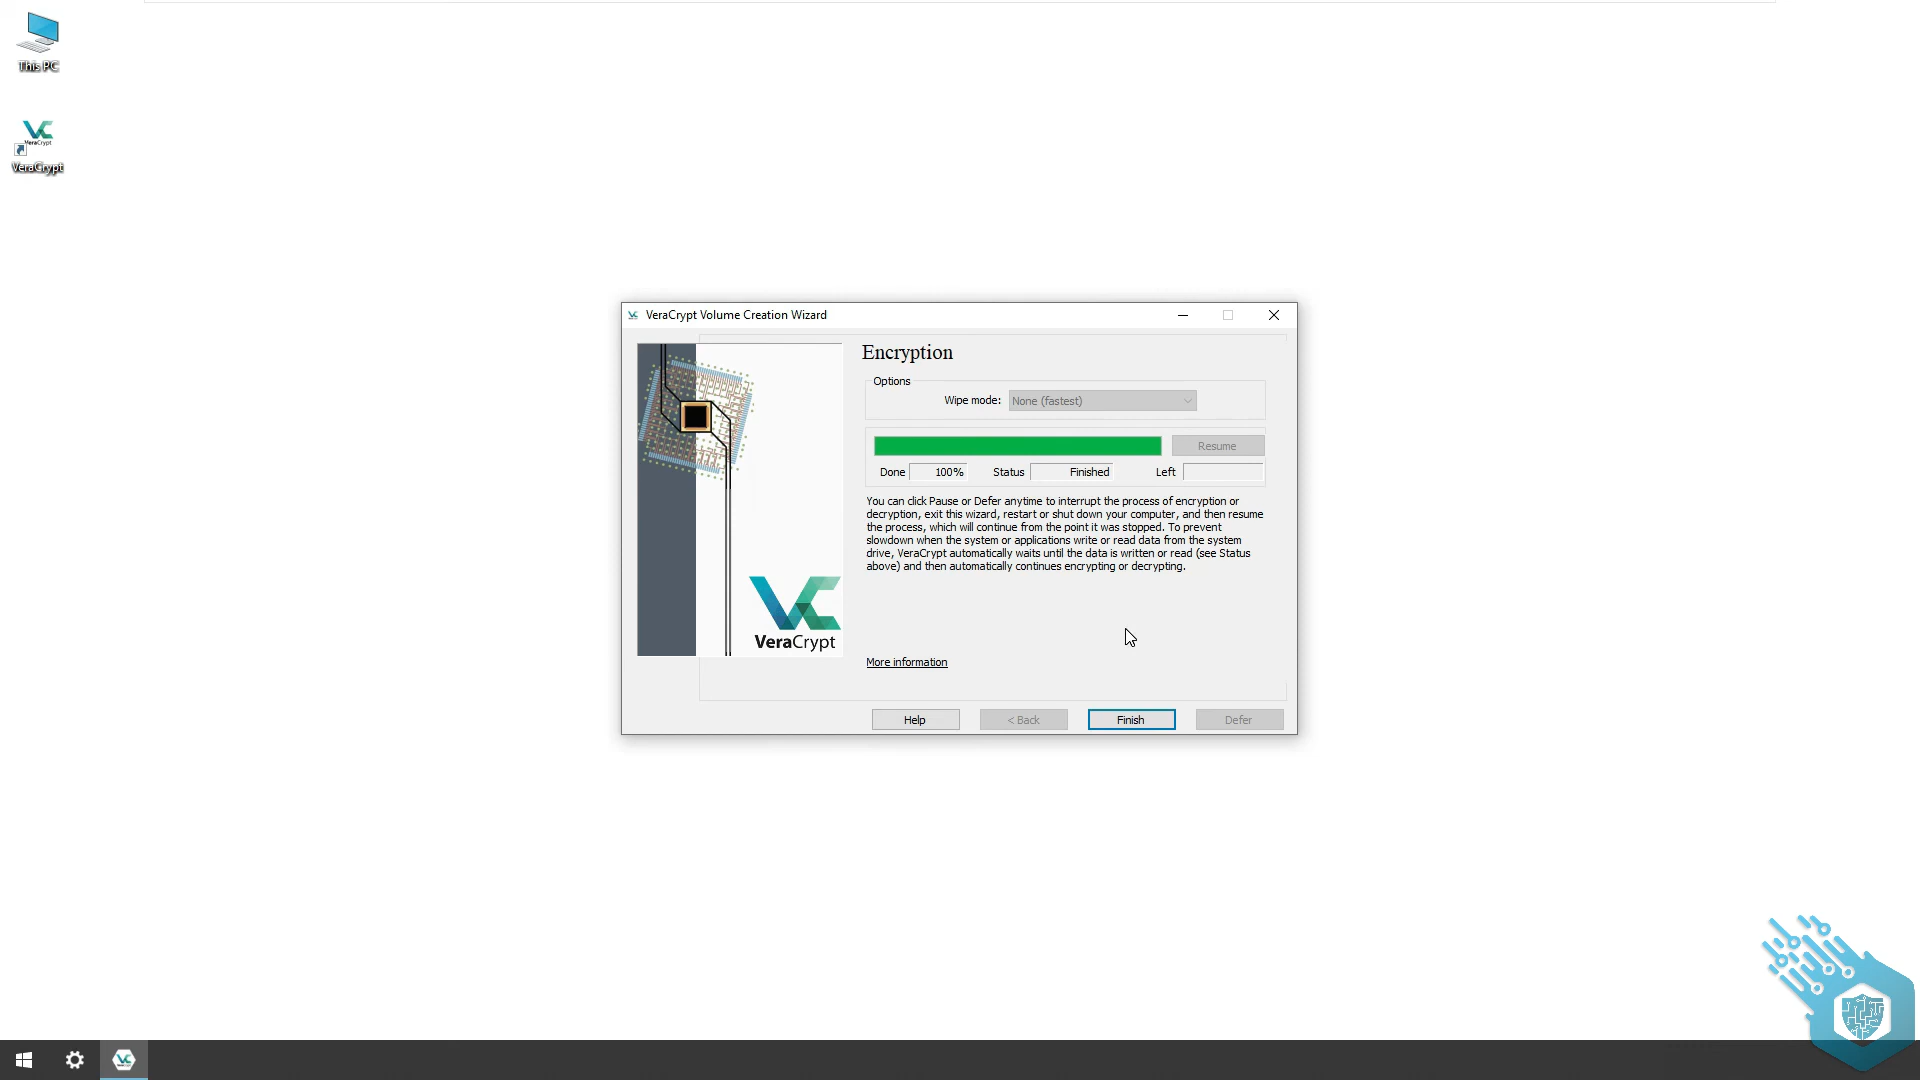 This PC
VeraCrypt
VeraCrypt
VeraCrypt Volume Creation Wizard
Encryption
Options
Wipe mode: None (fastest)
Resume
Done 100% Status Finished Left
You can click Pause or Defer anytime to interrupt the process of encryption or
decryption, exit this wizard, restart or shut down your computer, and then resume
the process, which will continue from the point it was stopped. To prevent
slowdown when the system or applications write or read data from the system
drive, VeraCrypt automatically waits until the data is written or read (see Status
above) and then automatically continues encrypting or decrypting.
VeraCrypt
More information
Help < Back Finish Defer